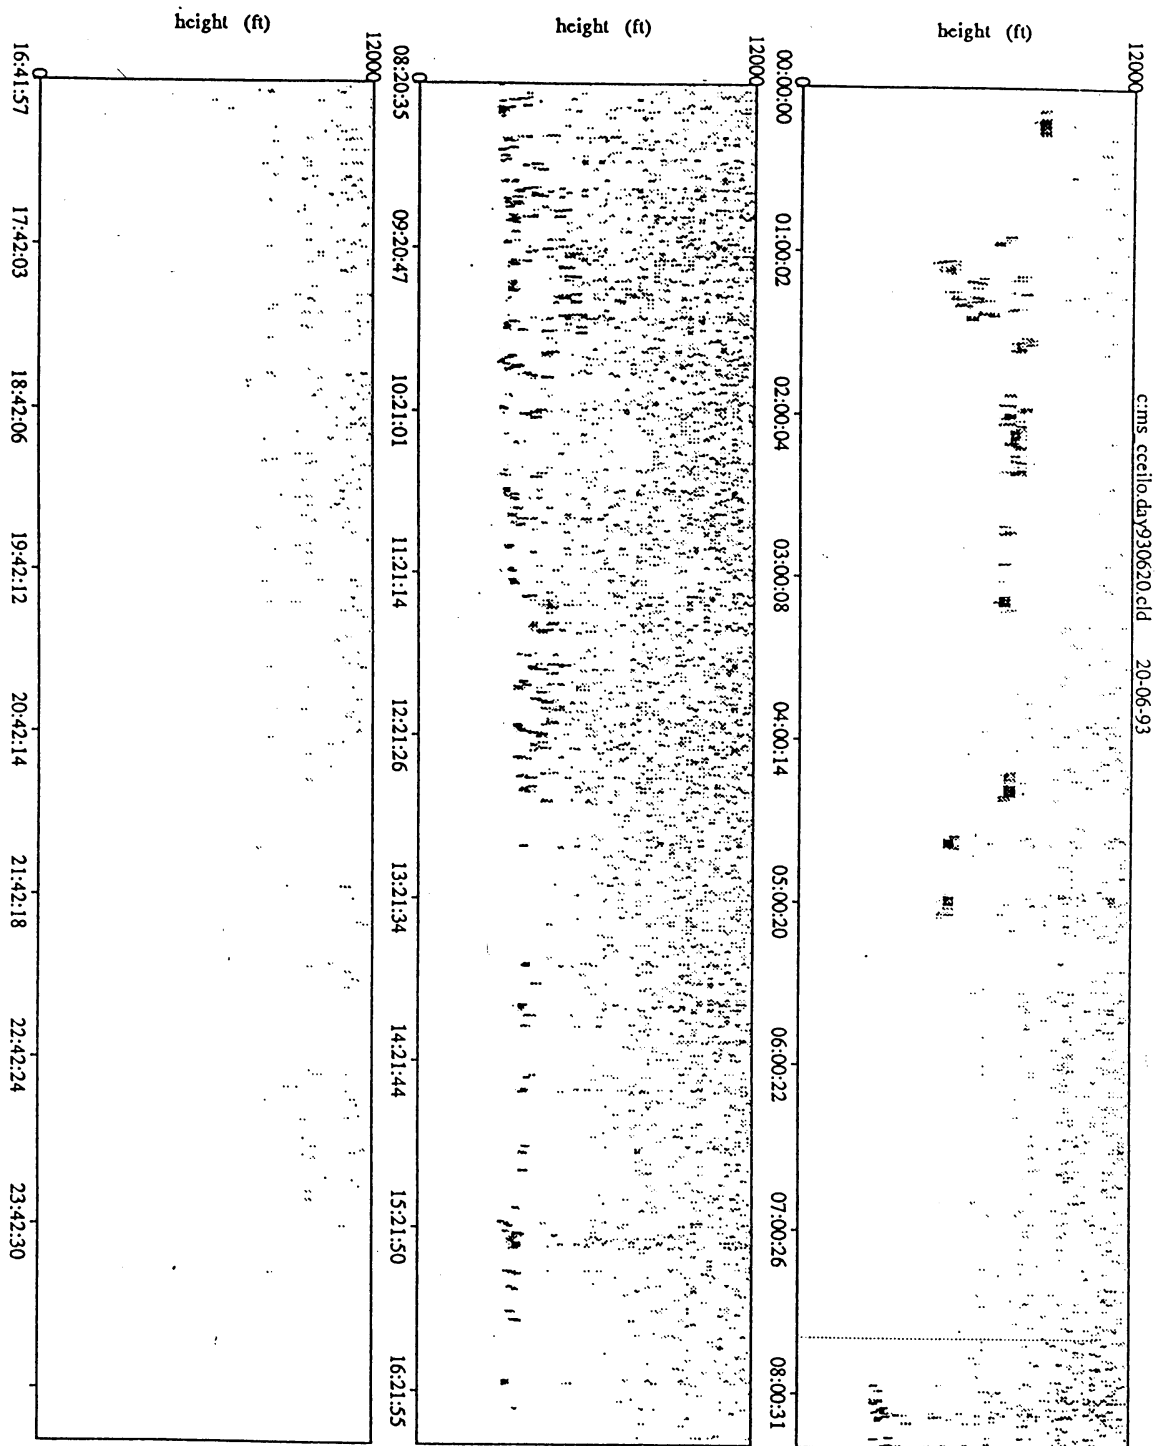 c:ms_cceilo.day930620.cld 20-06-93
height (ft)
12000
00:00:00 01:00:02 02:00:04 03:00:08 04:00:14 05:00:20 06:00:22 07:00:26 08:00:31
height (ft)
12000
0
08:20:35 09:20:47 10:21:01 11:21:14 12:21:26 13:21:34 14:21:44 15:21:50 16:21:55
height (ft)
12000
0
16:41:57 17:42:03 18:42:06 19:42:12 20:42:14 21:42:18 22:42:24 23:42:30